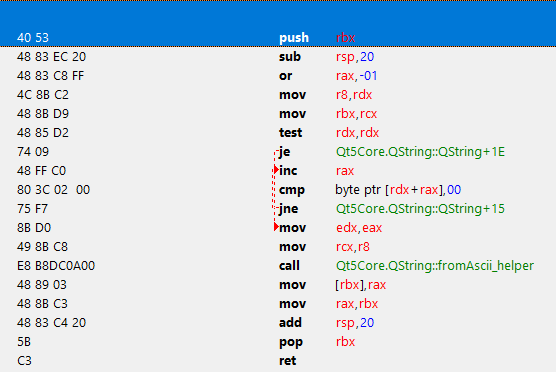 40 53 push rbx
48 83 EC 20 sub rsp,20
48 83 C8 FF or rax,-01
4C 8B C2 mov r8,rdx
48 8B D9 mov rbx,rcx
48 85 D2 test rdx,rdx
74 09 je Qt5Core.QString::QString+1E
48 FF C0 inc rax
80 3C 02 00 cmp byte ptr [rdx+rax],00
75 F7 jne Qt5Core.QString::QString+15
8B D0 mov edx,eax
49 8B C8 mov rcx,r8
E8 B8DC0A00 call Qt5Core.QString::fromAscii_helper
48 89 03 mov [rbx],rax
48 8B C3 mov rax,rbx
48 83 C4 20 add rsp,20
5B pop rbx
C3 ret